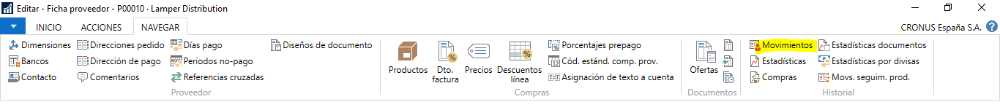 Editar - Ficha proveedor - P00010 · Lamper Distribution
INICIO ACCIONES NAVEGAR CRONUS España S.A.
Dimensiones Direcciones pedido Días pago Diseños de documento
Bancos Dirección de pago Periodos no-pago
Contacto Comentarios Referencias cruzadas
Proveedor
Productos Dto. factura Precios Descuentos línea
Porcentajes prepago
Cód. estánd. comp. prov.
Asignación de texto a cuenta
Compras
Ofertas
Documentos
Movimientos Estadísticas documentos
Estadísticas Estadísticas por divisas
Compras Movs. seguim. prod.
Historial